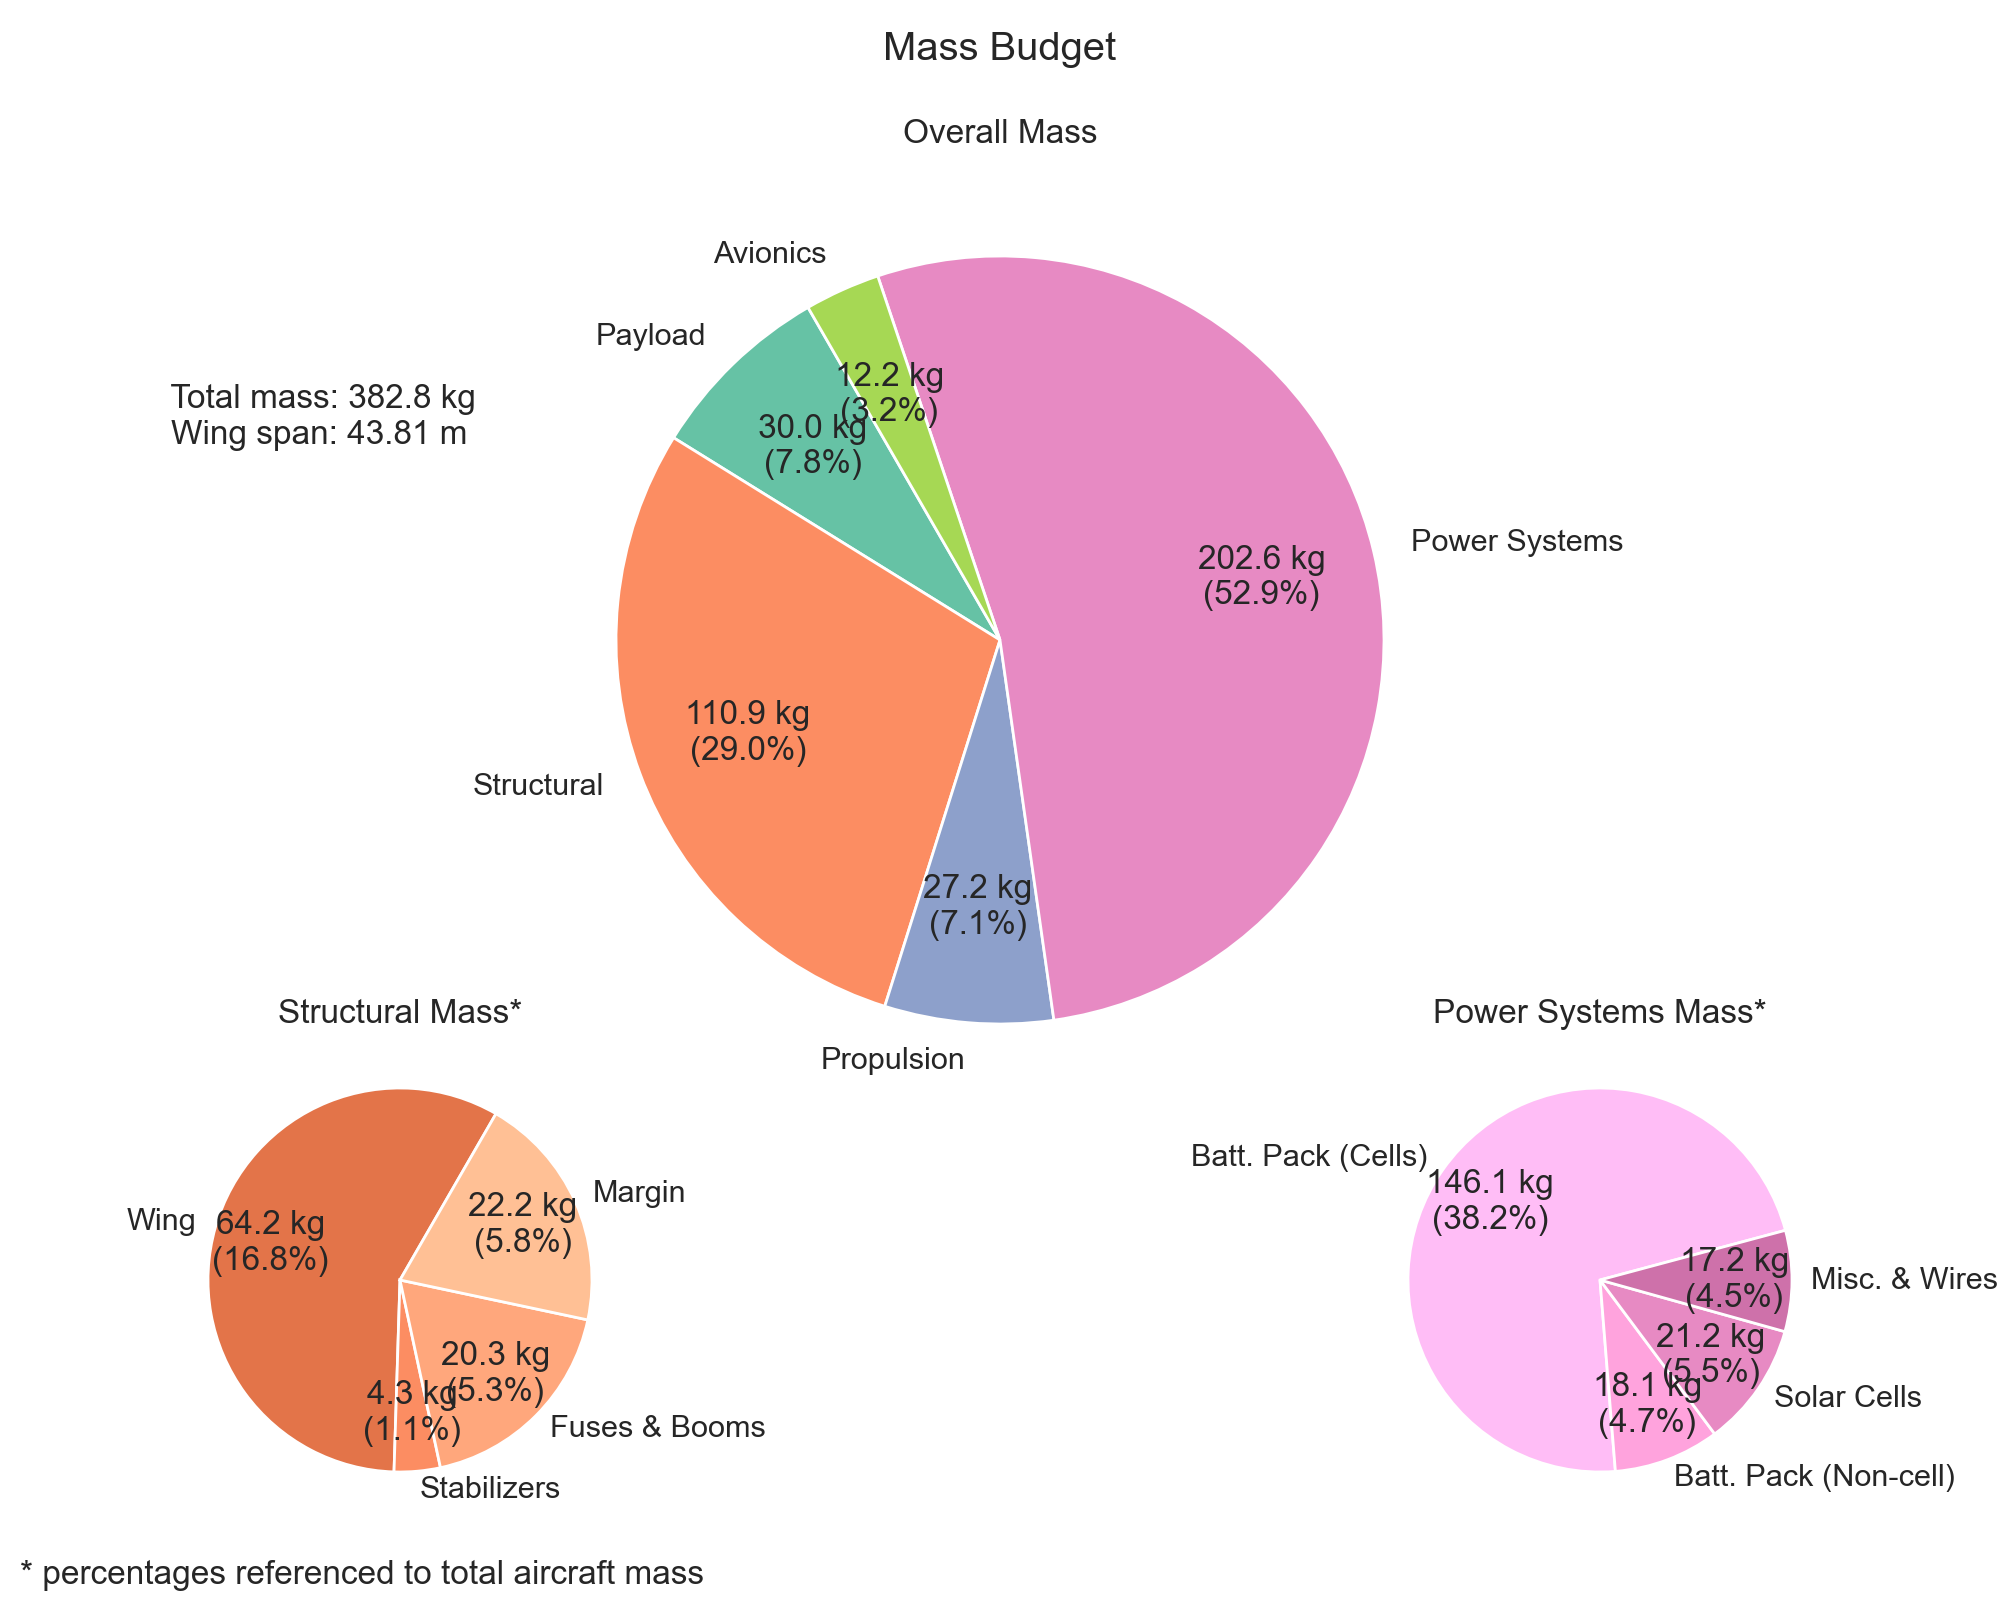 Mass Budget
Overall Mass
Avionics
Payload
12.2 kg
(3.2%)
30.0 kg
(7.8%)
Total mass: 382.8 kg
Wing span: 43.81 m
Power Systems
202.6 kg
(52.9%)
110.9 kg
(29.0%)
Structural
27.2 kg
(7.1%)
Propulsion
Structural Mass*
Wing
64.2 kg
(16.8%)
22.2 kg
(5.8%)
Margin
20.3 kg
(5.3%)
Fuses & Booms
4.3 kg
(1.1%)
Stabilizers
Power Systems Mass*
Batt. Pack (Cells)
146.1 kg
(38.2%)
17.2 kg
(4.5%)
Misc. & Wires
21.2 kg
(5.5%)
Solar Cells
18.1 kg
(4.7%)
Batt. Pack (Non-cell)
* percentages referenced to total aircraft mass